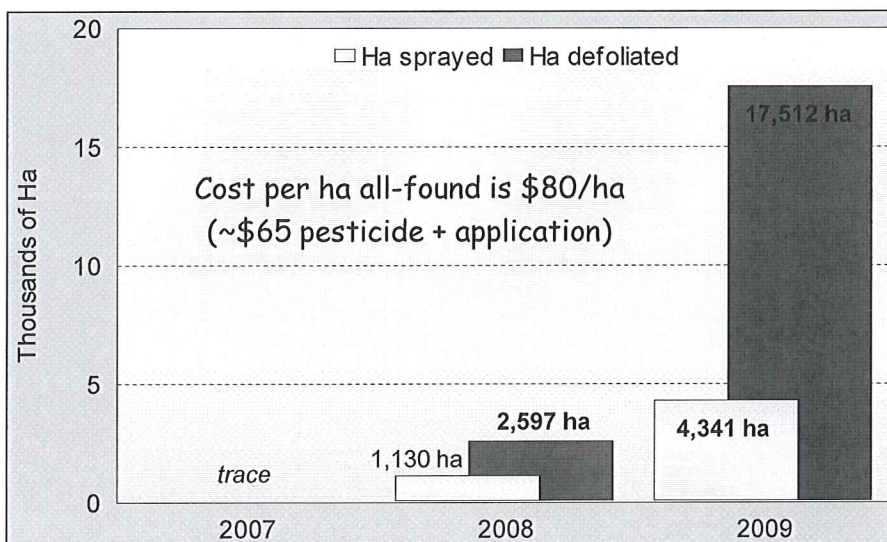 20
Ha sprayed Ha defoliated
17,512 ha
15
Cost per ha all-found is $80/ha
(~$65 pesticide + application)
10
Thousands of Ha
5
2,597 ha
4,341 ha
1,130 ha
trace
0
2007 2008 2009